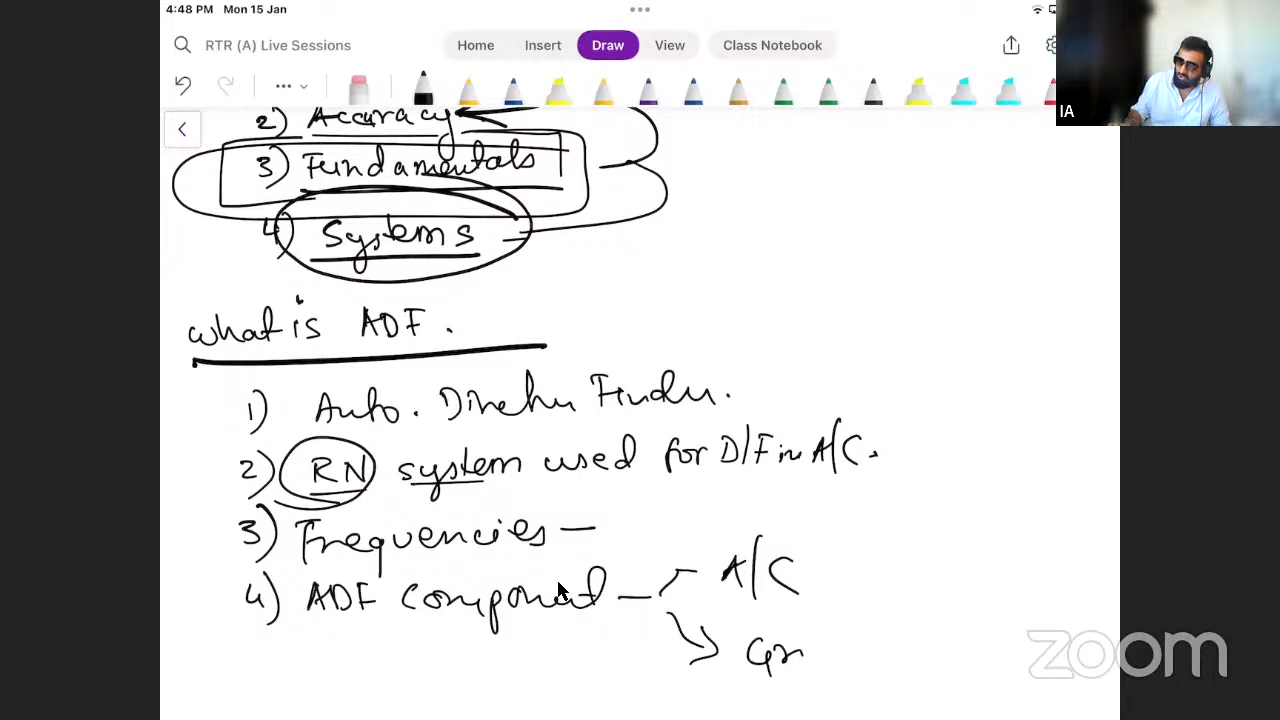 4:48 PM Mon 15 Jan
RTR (A) Live Sessions
Home Insert Draw View Class Notebook
IA
2) Accuracy
3) Fundamentals
4) Systems
what is ADF.
1) Auto. Direction Finder.
2) RN system used for D/F in A/C.
3) Frequencies —
4) ADF Component — A/C
Gr
zoom